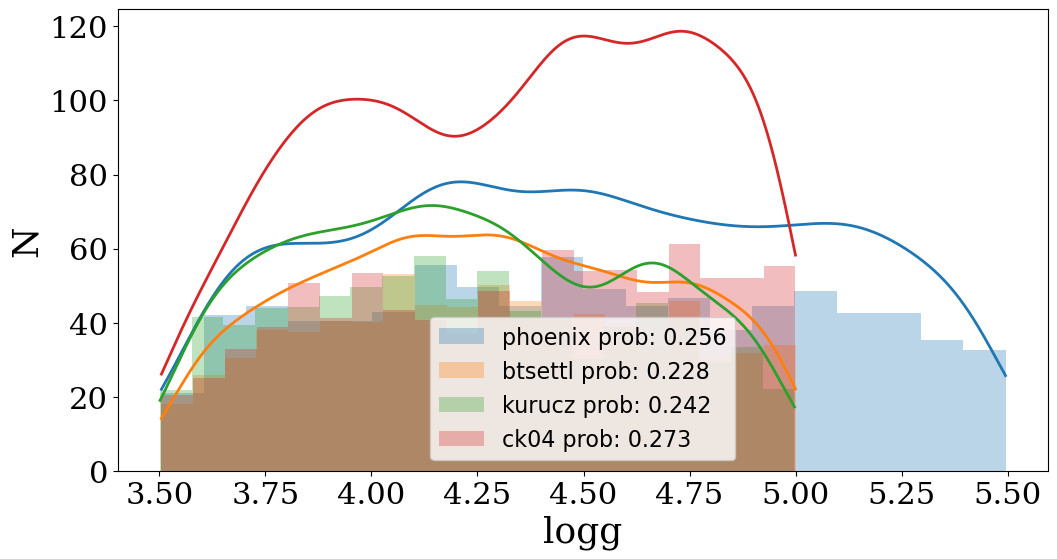 120
100
80
60
40
20
0
N
phoenix prob: 0.256
btsettl prob: 0.228
kurucz prob: 0.242
ck04 prob: 0.273
3.50 3.75 4.00 4.25 4.50 4.75 5.00 5.25 5.50
logg